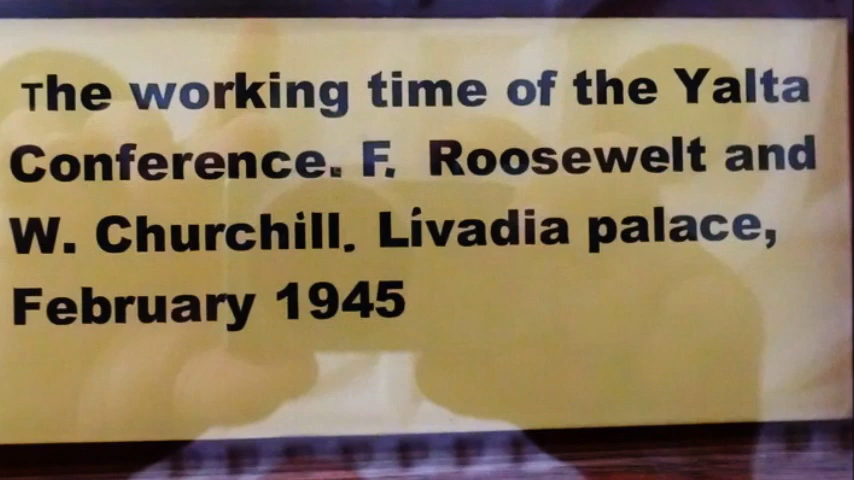 The working time of the Yalta
Conference. F. Roosewelt and
W. Churchill. Livadia palace,
February 1945